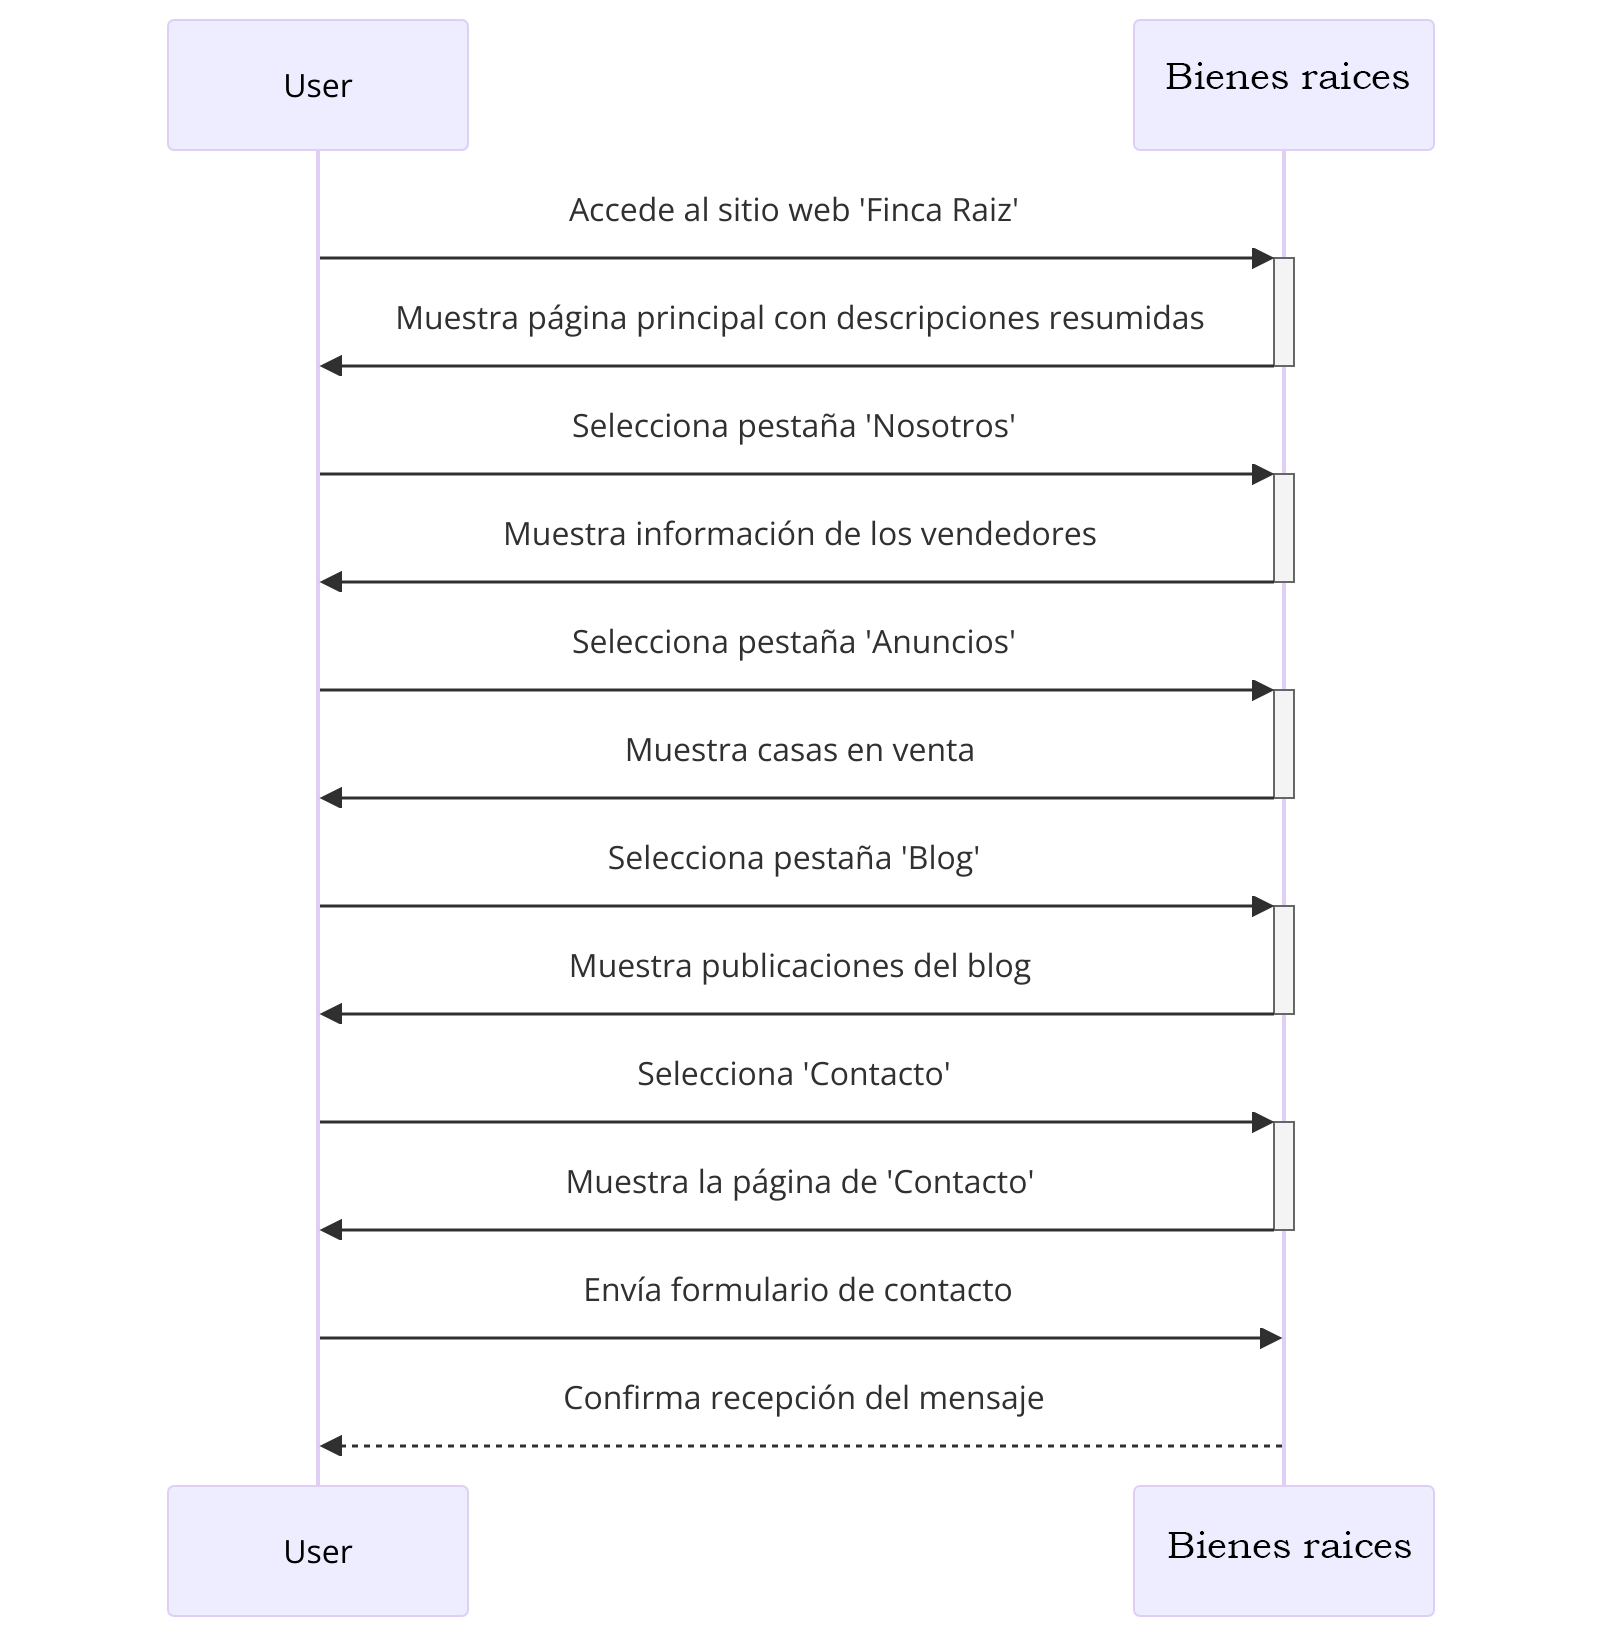 User
Bienes raices
Accede al sitio web 'Finca Raiz'
Muestra página principal con descripciones resumidas
Selecciona pestaña 'Nosotros'
Muestra información de los vendedores
Selecciona pestaña 'Anuncios'
Muestra casas en venta
Selecciona pestaña 'Blog'
Muestra publicaciones del blog
Selecciona 'Contacto'
Muestra la página de 'Contacto'
Envía formulario de contacto
Confirma recepción del mensaje
User
Bienes raices